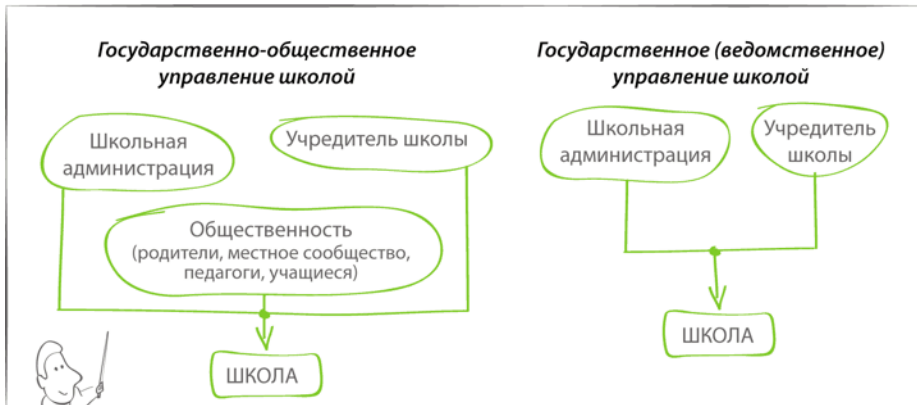 Государственно-общественное
управление школой
Школьная
администрация
Учредитель школы
Общественность
(родители, местное сообщество,
педагоги, учащиеся)
ШКОЛА
Государственное (ведомственное)
управление школой
Школьная
администрация
Учредитель
школы
ШКОЛА